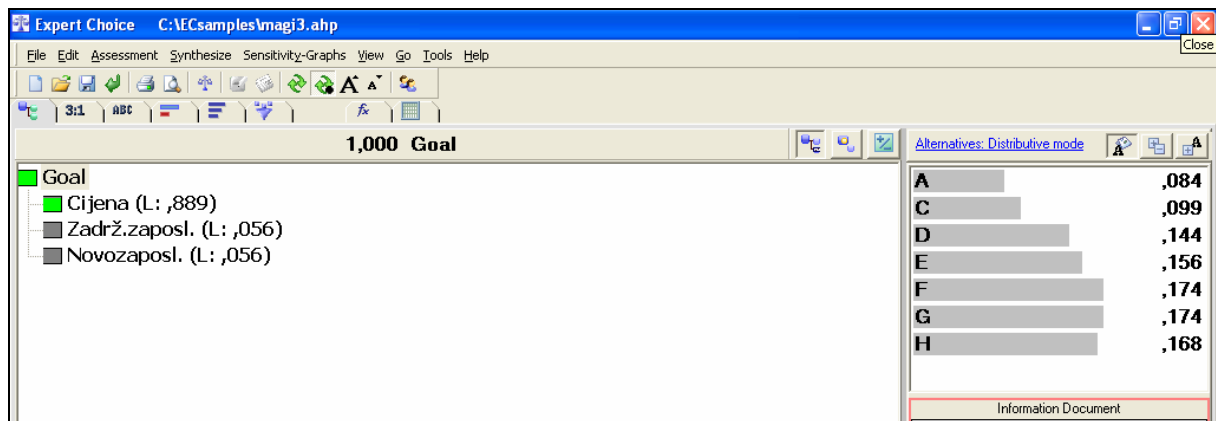 Expert Choice C:\ECsamples\magi3.ahp
Close
File Edit Assessment Synthesize Sensitivity-Graphs View Go Tools Help
3:1 ABC fx
1,000 Goal
Alternatives: Distributive mode
Goal
Cijena (L: ,889)
Zadrž.zaposl. (L: ,056)
Novozaposl. (L: ,056)
A ,084
C ,099
D ,144
E ,156
F ,174
G ,174
H ,168
Information Document